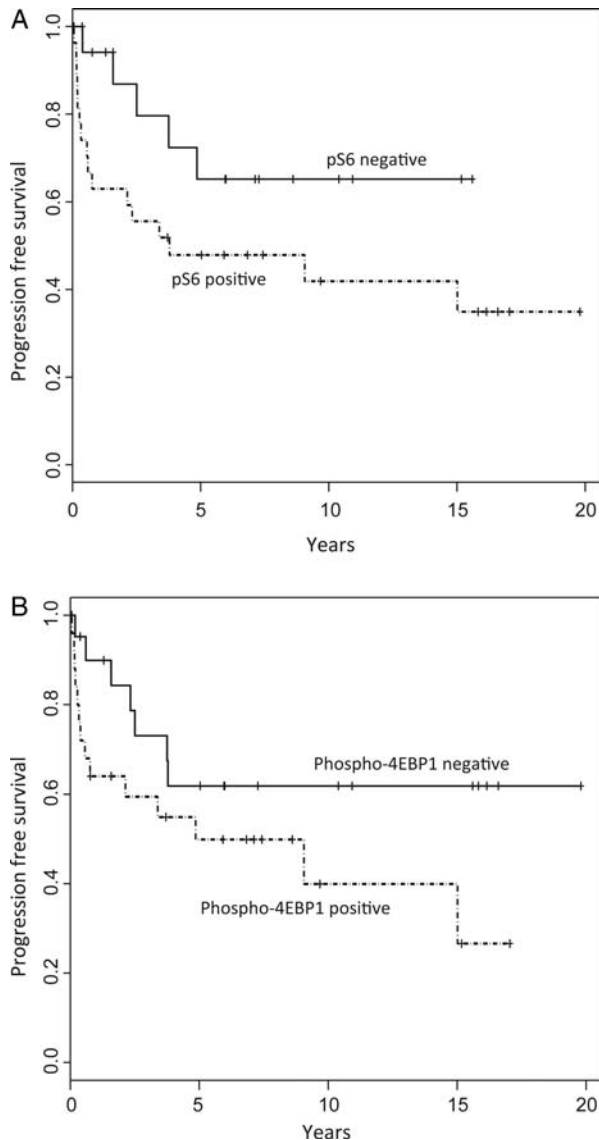 A
Progression free survival
1.0
0.8
0.6
0.4
0.2
0.0
pS6 negative
pS6 positive
0 5 10 15 20
Years
B
Progression free survival
1.0
0.8
0.6
0.4
0.2
0.0
Phospho-4EBP1 negative
Phospho-4EBP1 positive
0 5 10 15 20
Years